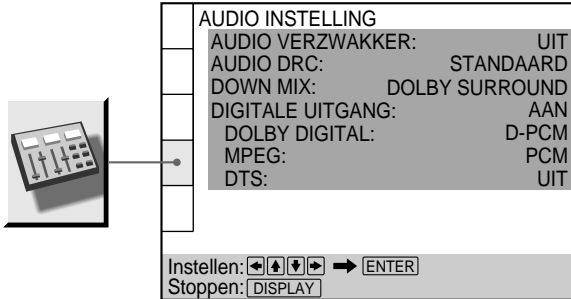 AUDIO INSTELLING
AUDIO VERZWAKKER: UIT
AUDIO DRC: STANDAARD
DOWN MIX: DOLBY SURROUND
DIGITALE UITGANG: AAN
DOLBY DIGITAL: D-PCM
MPEG: PCM
DTS: UIT
Instellen: ←↑↓→ → ENTER
Stoppen: DISPLAY